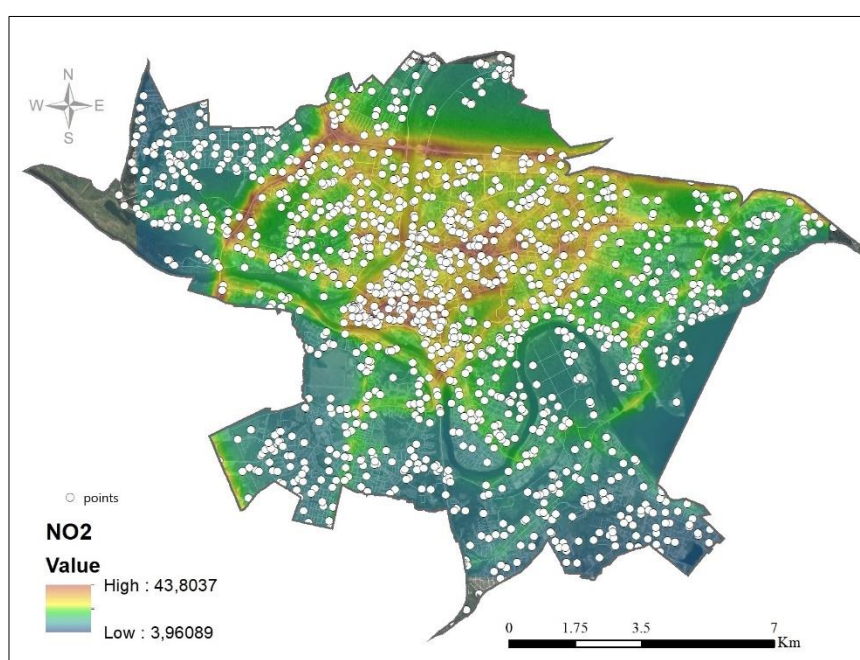 N
W E
S
points
NO2
Value
High : 43,8037
Low : 3,96089
0 1.75 3.5 7
Km